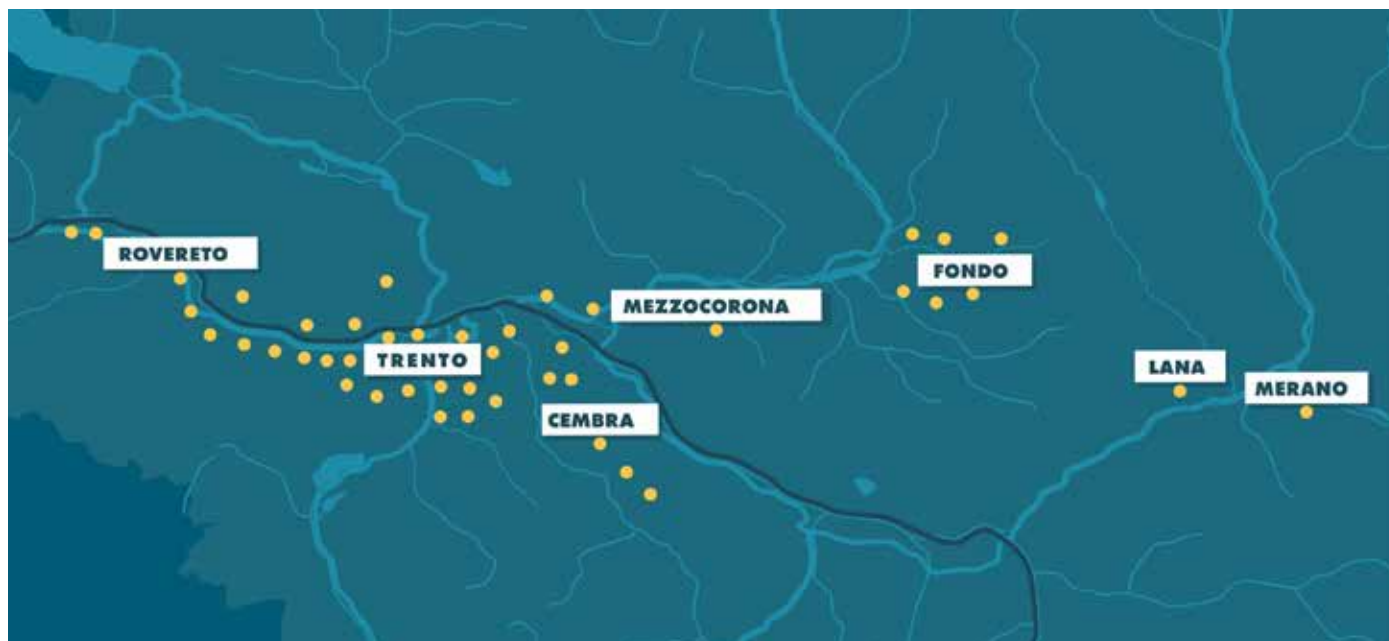 ROVERETO
FONDO
MEZZOCORONA
TRENTO
LANA
MERANO
CEMBRA